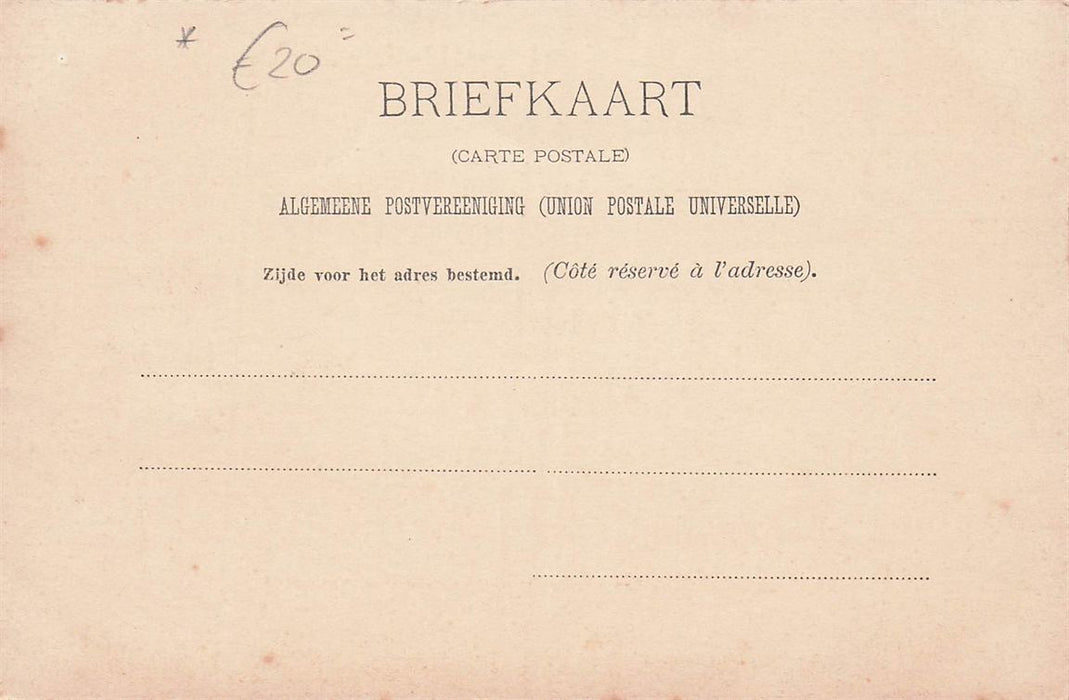 * €20 =
BRIEFKAART
(CARTE POSTALE)
ALGEMEENE POSTVEREENIGING (UNION POSTALE UNIVERSELLE)
Zijde voor het adres bestemd. (Côté réservé à l'adresse).